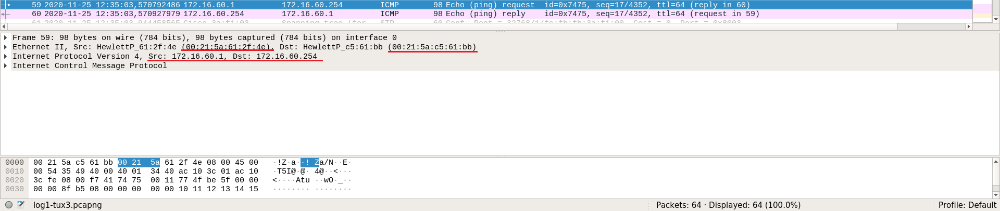 59 2020-11-25 12:35:03,570792486 172.16.60.1 172.16.60.254 ICMP 98 Echo (ping) request id=0x7475, seq=17/4352, ttl=64 (reply in 60)
60 2020-11-25 12:35:03,570927979 172.16.60.254 172.16.60.1 ICMP 98 Echo (ping) reply id=0x7475, seq=17/4352, ttl=64 (request in 59)
61 2020-11-25 12:35:03,944458565 Cisco_3a:f1:03 Spanning-tree-(for STP 60 Conf. Root = 32768/1/fc:fb:fb:3a:f1:00 Cost = 0 Port = 0x8003
Frame 59: 98 bytes on wire (784 bits), 98 bytes captured (784 bits) on interface 0
Ethernet II, Src: HewlettP_61:2f:4e (00:21:5a:61:2f:4e), Dst: HewlettP_c5:61:bb (00:21:5a:c5:61:bb)
Internet Protocol Version 4, Src: 172.16.60.1, Dst: 172.16.60.254
Internet Control Message Protocol
0000 00 21 5a c5 61 bb 00 21 5a 61 2f 4e 08 00 45 00 ·!Z·a··! Za/N··E·
0010 00 54 35 49 40 00 40 01 34 40 ac 10 3c 01 ac 10 ·T5I@·@· 4@··<···
0020 3c fe 08 00 f7 41 74 75 00 11 77 4f be 5f 00 00 <····Atu ··wO·_··
0030 00 00 8f b5 08 00 00 00 00 00 10 11 12 13 14 15 ········ ········
log1-tux3.pcapng Packets: 64 · Displayed: 64 (100.0%) Profile: Default